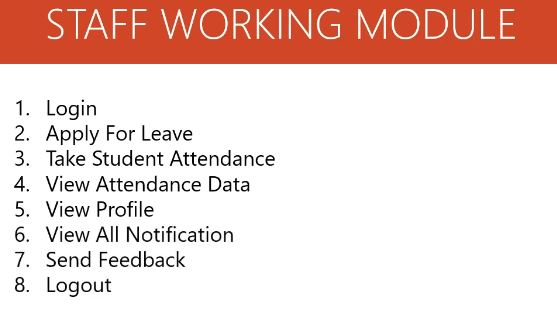 STAFF WORKING MODULE
1. Login
2. Apply For Leave
3. Take Student Attendance
4. View Attendance Data
5. View Profile
6. View All Notification
7. Send Feedback
8. Logout